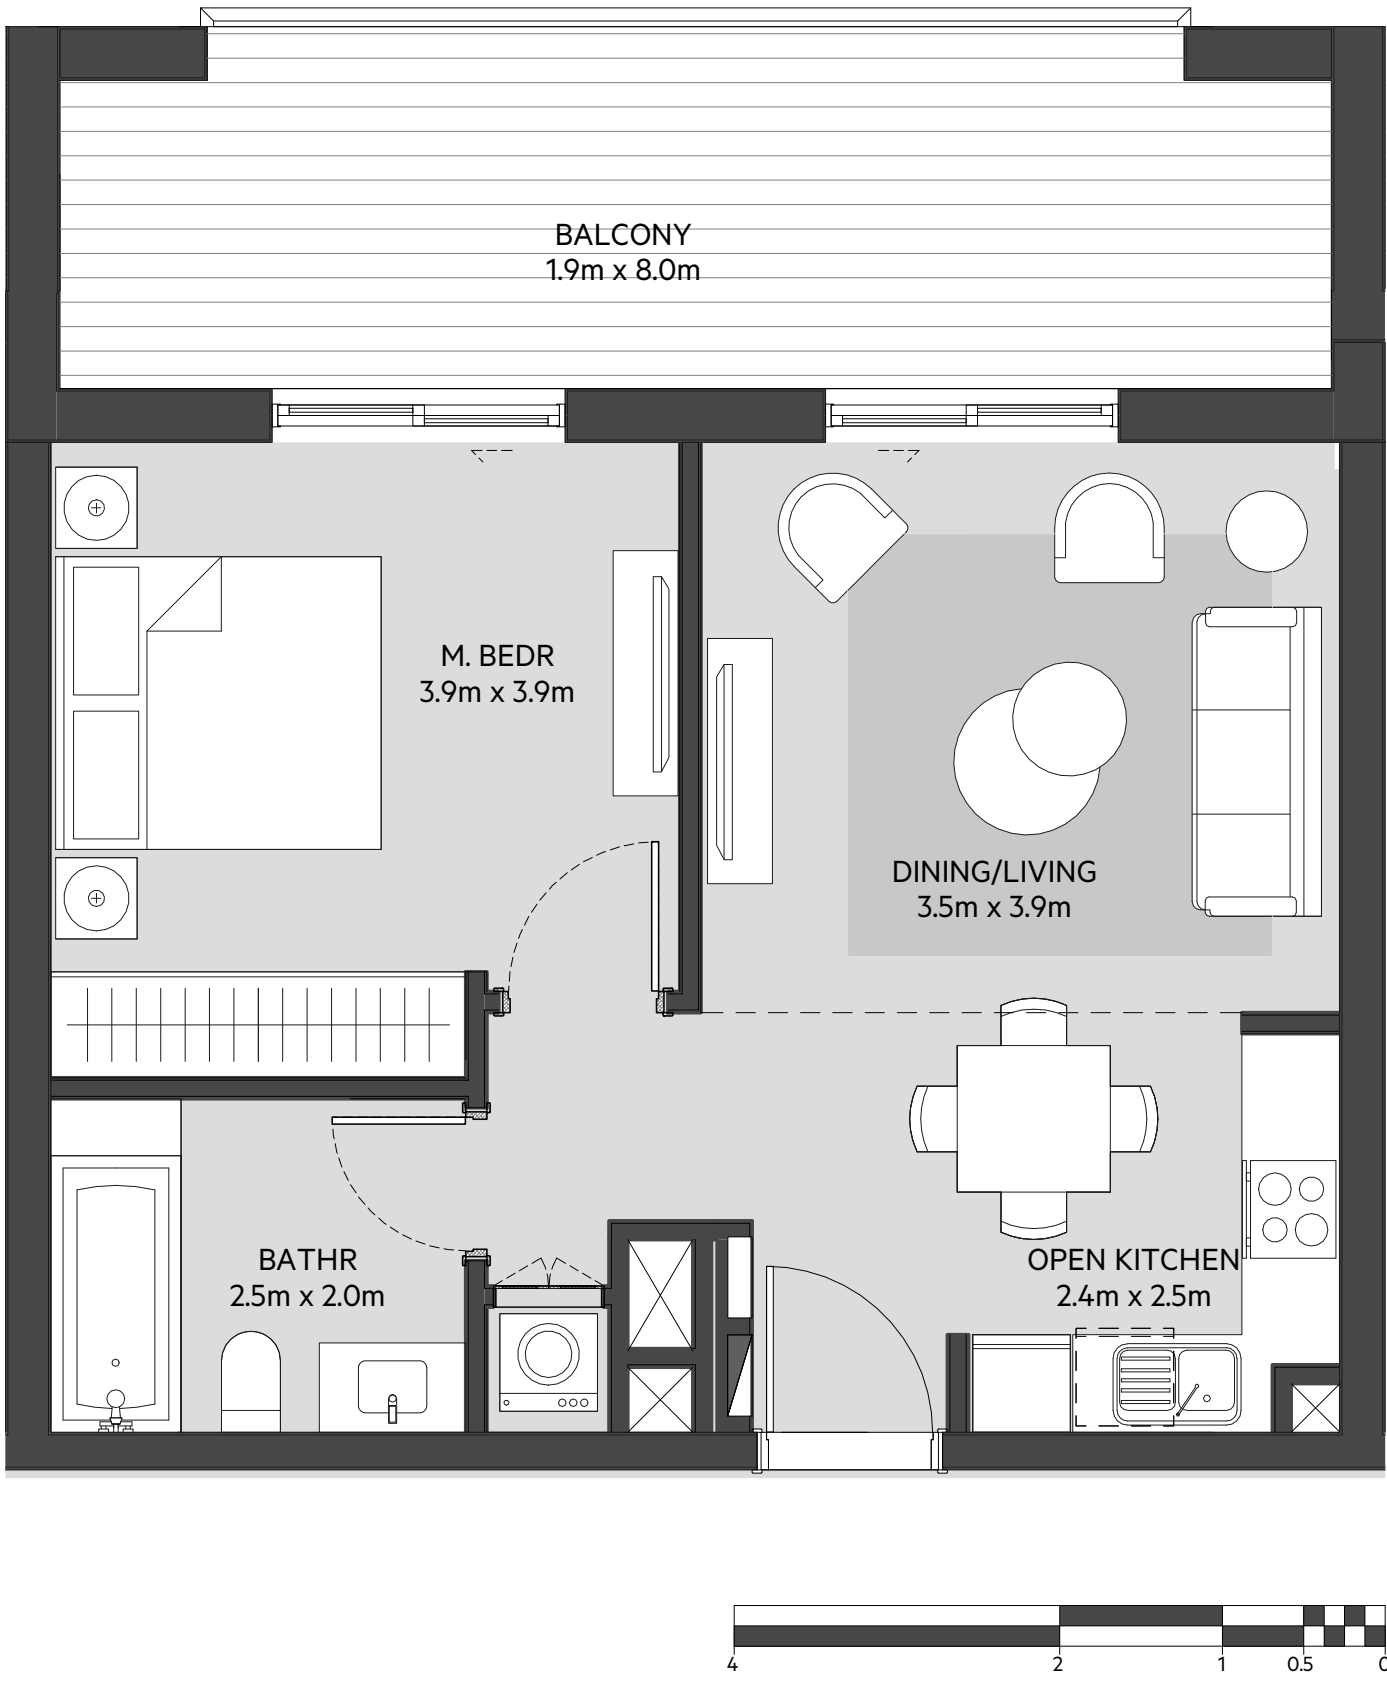 BALCONY
1.9m x 8.0m
M. BEDR
3.9m x 3.9m
DINING/LIVING
3.5m x 3.9m
BATHR
2.5m x 2.0m
OPEN KITCHEN
2.4m x 2.5m
4 2 1 0.5 0